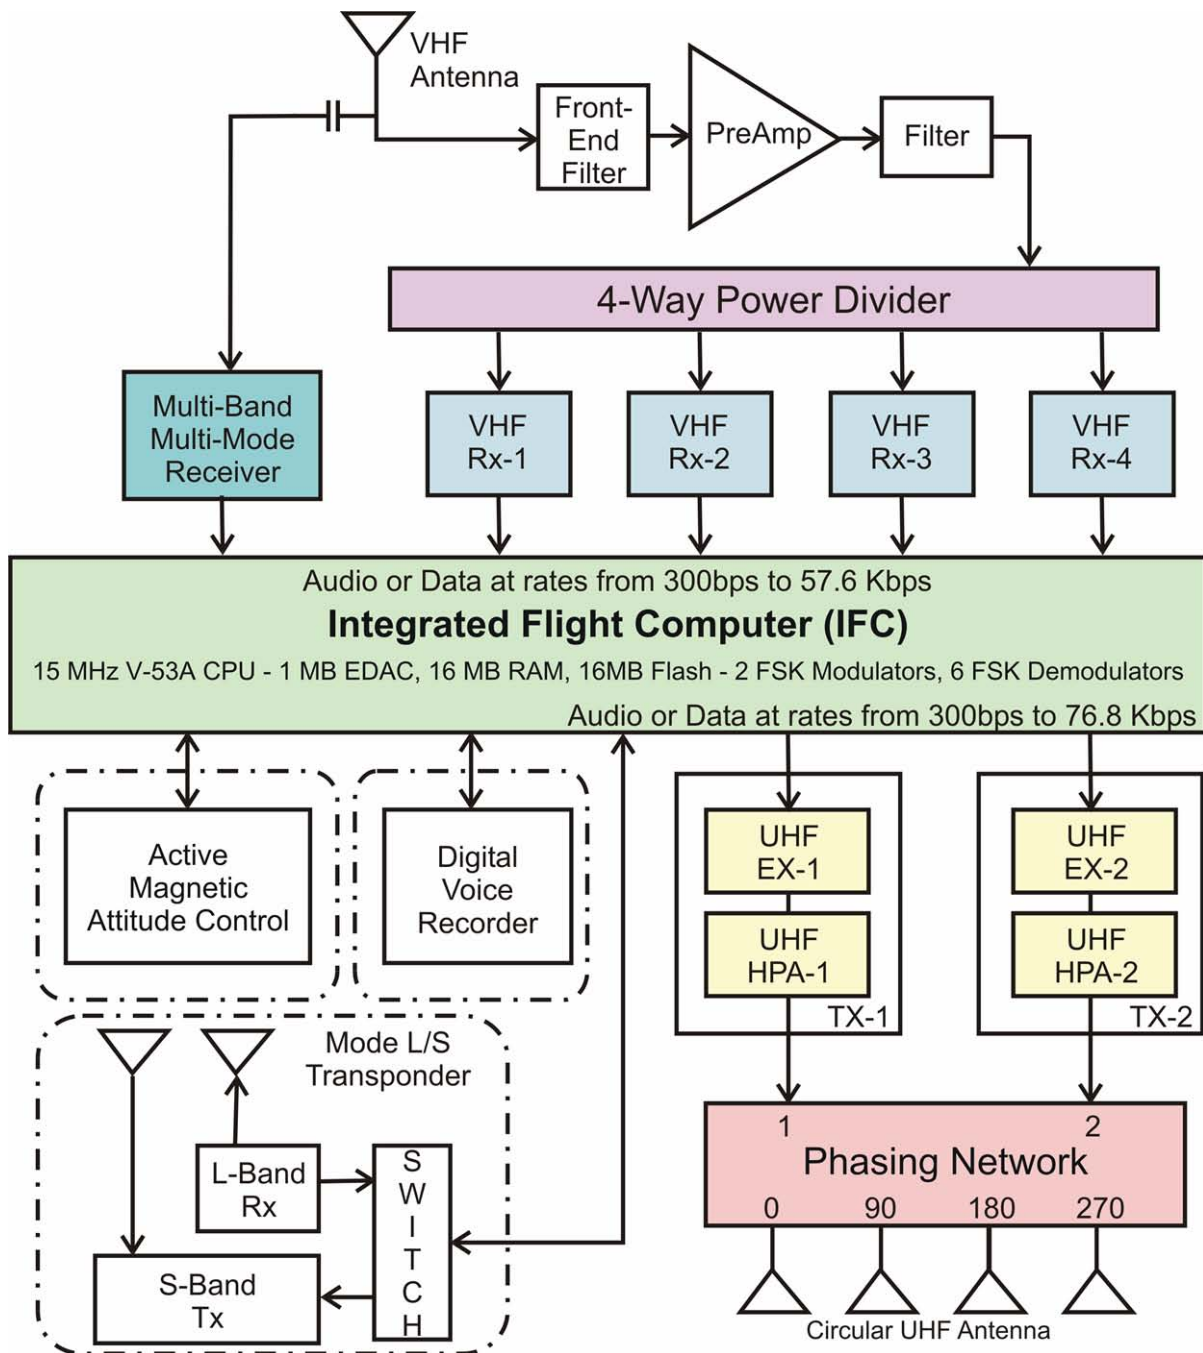 VHF
Antenna
Front-
End
Filter
PreAmp
Filter
4-Way Power Divider
Multi-Band
Multi-Mode
Receiver
VHF
Rx-1
VHF
Rx-2
VHF
Rx-3
VHF
Rx-4
Audio or Data at rates from 300bps to 57.6 Kbps
Integrated Flight Computer (IFC)
15 MHz V-53A CPU - 1 MB EDAC, 16 MB RAM, 16MB Flash - 2 FSK Modulators, 6 FSK Demodulators
Audio or Data at rates from 300bps to 76.8 Kbps
Active
Magnetic
Attitude Control
Digital
Voice
Recorder
UHF
EX-1
UHF
HPA-1
TX-1
UHF
EX-2
UHF
HPA-2
TX-2
Mode L/S
Transponder
L-Band
Rx
S
W
I
T
C
H
S-Band
Tx
1 2
Phasing Network
0 90 180 270
Circular UHF Antenna